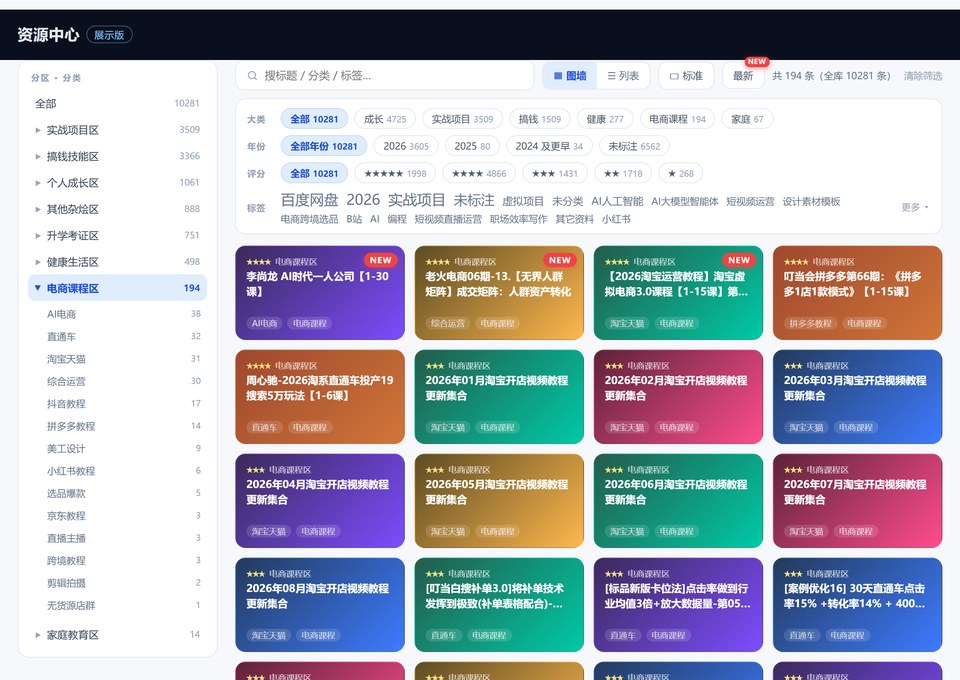 资源中心 展示版
分区 · 分类
全部 10281
▸ 实战项目区 3509
▸ 搞钱技能区 3366
▸ 个人成长区 1061
▸ 其他杂烩区 888
▸ 升学考证区 751
▸ 健康生活区 498
▾ 电商课程区 194
AI电商 38
直通车 32
淘宝天猫 31
综合运营 30
抖音教程 17
拼多多教程 14
美工设计 9
小红书教程 6
选品爆款 5
京东教程 3
直播主播 3
跨境教程 3
剪辑拍摄 2
无货源店群 1
▸ 家庭教育区 14
搜标题 / 分类 / 标签... 图墙 列表 标准 最新 NEW 共 194 条（全库 10281 条） 清除筛选
大类 全部 10281 成长 4725 实战项目 3509 搞钱 1509 健康 277 电商课程 194 家庭 67
年份 全部年份 10281 2026 3605 2025 80 2024 及更早 34 未标注 6562
评分 全部 10281 ★★★★★ 1998 ★★★★ 4866 ★★★ 1431 ★★ 1718 ★ 268
标签 百度网盘 2026 实战项目 未标注 虚拟项目 未分类 AI人工智能 AI大模型智能体 短视频运营 设计素材模板
电商跨境选品 B站 AI 编程 短视频直播运营 职场效率写作 其它资料 小红书
更多
★★★★ 电商课程区 NEW
李尚龙 AI时代一人公司【1-30
课】
AI电商 电商课程
★★★★ 电商课程区 NEW
老火电商06期-13.【无界人群
矩阵】成交矩阵：人群资产转化
综合运营 电商课程
★★★★ 电商课程区 NEW
【2026淘宝运营教程】淘宝虚
拟电商3.0课程【1-15课】第...
淘宝天猫 电商课程
★★★★ 电商课程区
叮当会拼多多第66期：《拼多
多1店1款模式》【1-15课】
拼多多教程 电商课程
★★★★ 电商课程区
周心驰-2026淘系直通车投产19
搜索5万玩法【1-6课】
直通车 电商课程
★★★ 电商课程区
2026年01月淘宝开店视频教程
更新集合
淘宝天猫 电商课程
★★★ 电商课程区
2026年02月淘宝开店视频教程
更新集合
淘宝天猫 电商课程
★★★ 电商课程区
2026年03月淘宝开店视频教程
更新集合
淘宝天猫 电商课程
★★★ 电商课程区
2026年04月淘宝开店视频教程
更新集合
淘宝天猫 电商课程
★★★ 电商课程区
2026年05月淘宝开店视频教程
更新集合
淘宝天猫 电商课程
★★★ 电商课程区
2026年06月淘宝开店视频教程
更新集合
淘宝天猫 电商课程
★★★ 电商课程区
2026年07月淘宝开店视频教程
更新集合
淘宝天猫 电商课程
★★★ 电商课程区
2026年08月淘宝开店视频教程
更新集合
淘宝天猫 电商课程
★★★ 电商课程区
[叮当白搜补单3.0]将补单技术
发挥到极致(补单表格配合)-...
直通车 电商课程
★★★ 电商课程区
[标品新版卡位法]点击率做到行
业均值3倍+放大数据量-第05...
直通车 电商课程
★★★ 电商课程区
[案例优化16] 30天直通车点击
率15% +转化率14% + 400...
直通车 电商课程
★★★ 电商课程区
★★★ 电商课程区
★★★ 电商课程区
★★★ 电商课程区